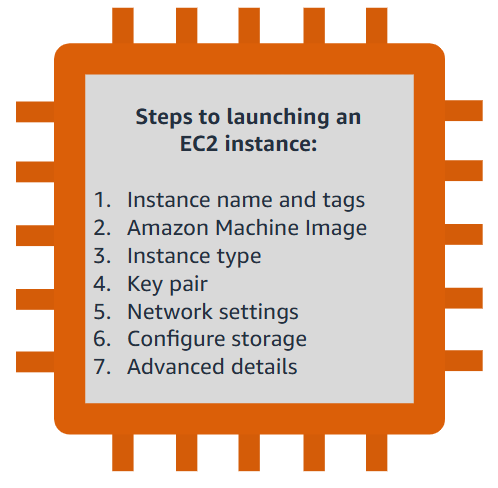 Steps to launching an
EC2 instance:
1. Instance name and tags
2. Amazon Machine Image
3. Instance type
4. Key pair
5. Network settings
6. Configure storage
7. Advanced details